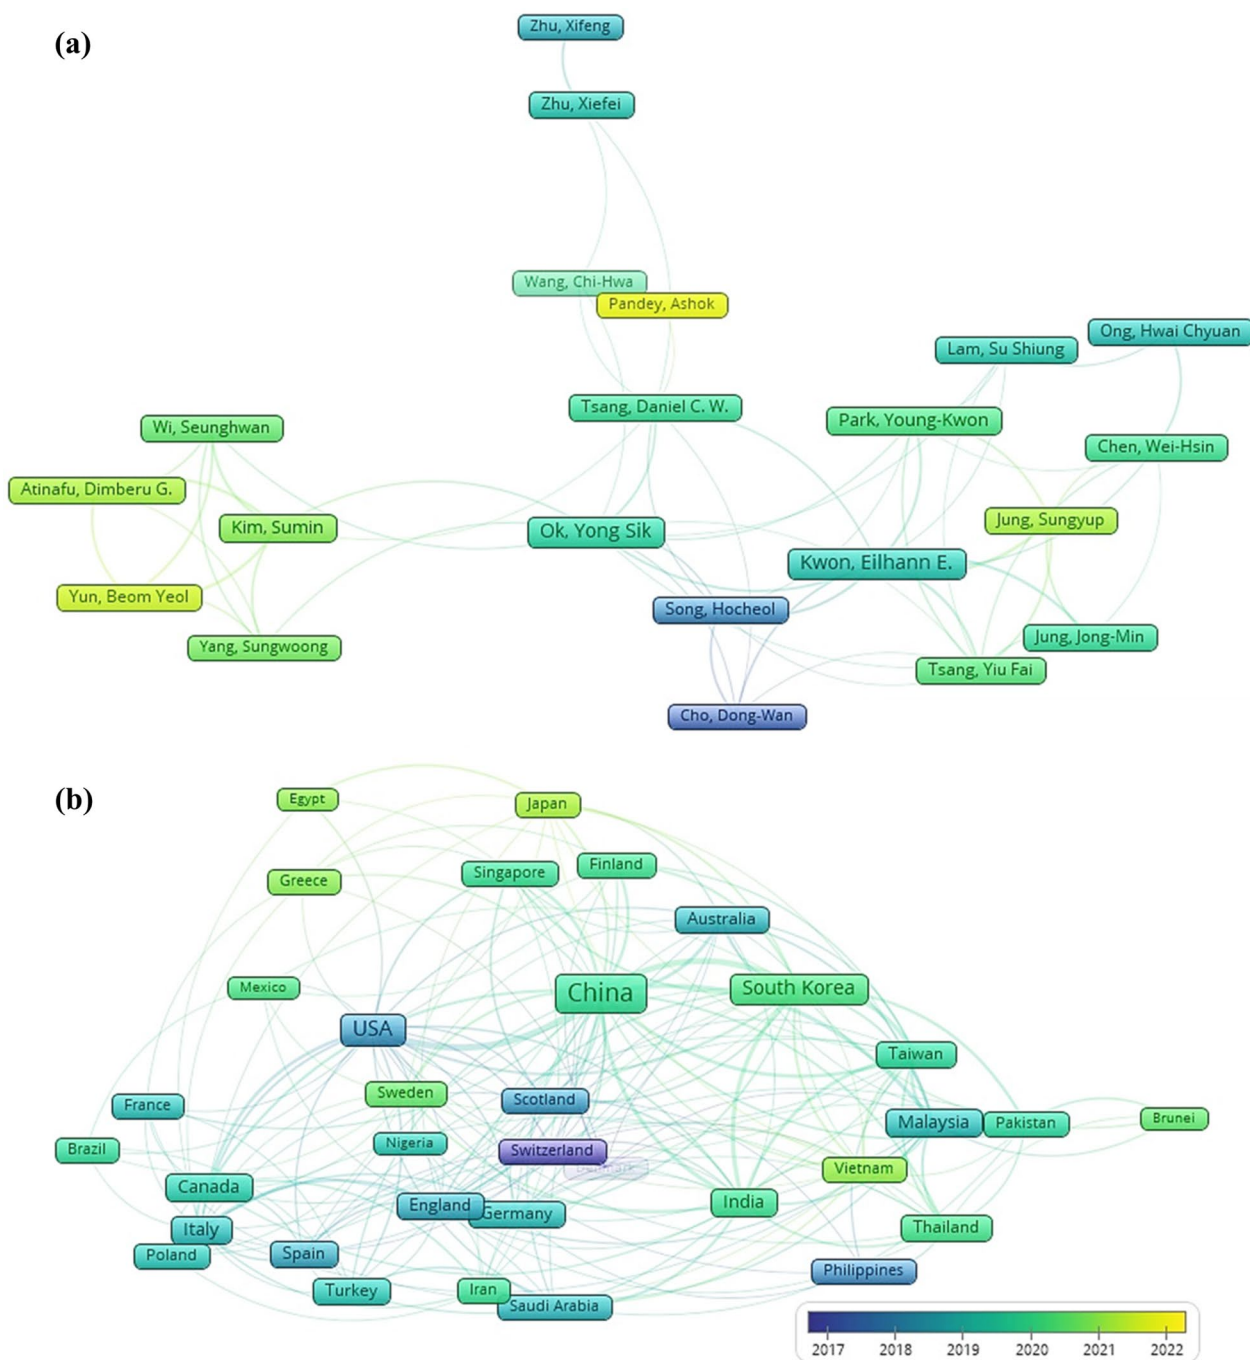 (a)
Zhu, Xifeng
Zhu, Xiefei
Wang, Chi-Hwa
Pandey, Ashok
Ong, Hwai Chyuan
Lam, Su Shiung
Tsang, Daniel C. W.
Park, Young-Kwon
Wi, Seunghwan
Chen, Wei-Hsin
Atinafu, Dimberu G.
Kim, Sumin
Ok, Yong Sik
Jung, Sungyup
Kwon, Eilhann E.
Yun, Beom Yeol
Song, Hocheol
Yang, Sungwoong
Jung, Jong-Min
Tsang, Yiu Fai
Cho, Dong-Wan
(b)
Egypt
Japan
Finland
Singapore
Greece
Australia
Mexico
China
South Korea
USA
Taiwan
Sweden
Scotland
France
Malaysia
Pakistan
Brunei
Nigeria
Brazil
Switzerland
Denmark
Vietnam
Canada
India
England
Germany
Italy
Thailand
Poland
Spain
Philippines
Turkey
Iran
Saudi Arabia
2017 2018 2019 2020 2021 2022